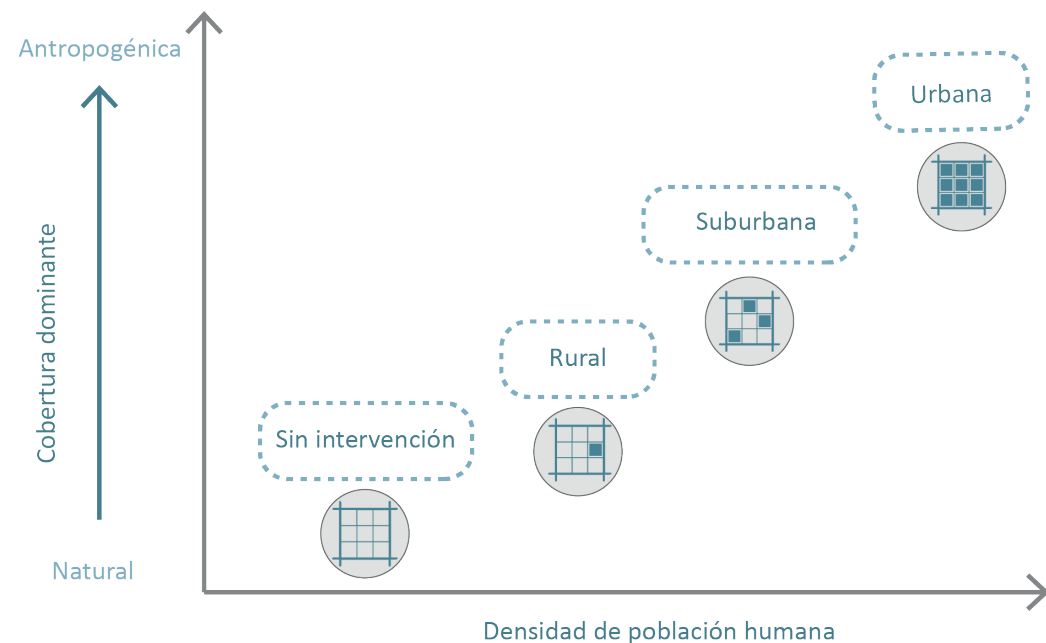 Antropogénica
Urbana
Suburbana
Cobertura dominante
Rural
Sin intervención
Natural
Densidad de población humana